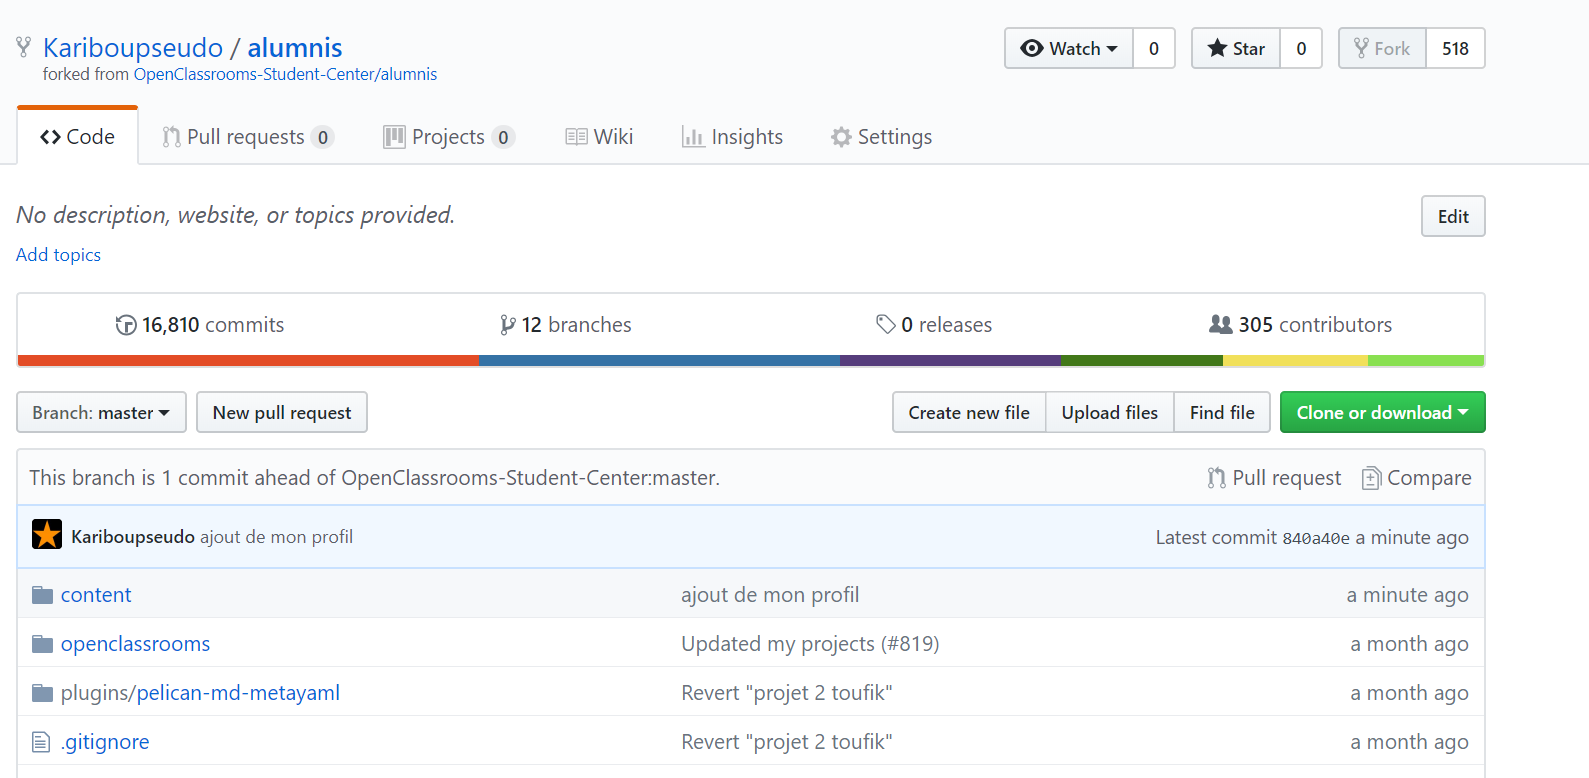 Kariboupseudo / alumnis
forked from OpenClassrooms-Student-Center/alumnis
Watch 0 Star 0 Fork 518
Code Pull requests 0 Projects 0 Wiki Insights Settings
No description, website, or topics provided.
Edit
Add topics
16,810 commits 12 branches 0 releases 305 contributors
Branch: master New pull request Create new file Upload files Find file Clone or download
This branch is 1 commit ahead of OpenClassrooms-Student-Center:master. Pull request Compare
Kariboupseudo ajout de mon profil Latest commit 840a40e a minute ago
content ajout de mon profil a minute ago
openclassrooms Updated my projects (#819) a month ago
plugins/pelican-md-metayaml Revert "projet 2 toufik" a month ago
.gitignore Revert "projet 2 toufik" a month ago